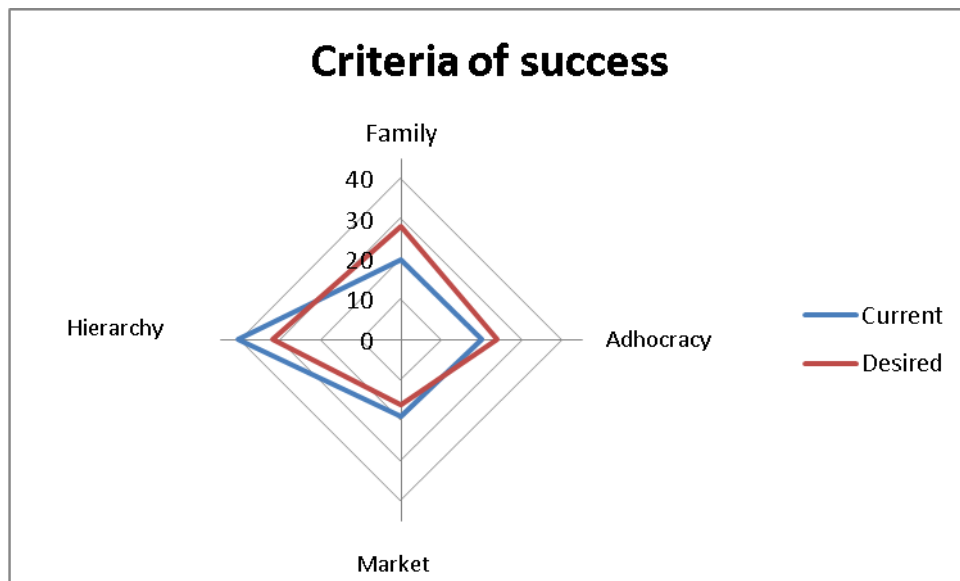 Criteria of success
Family
40
30
20
10
0
Hierarchy
Adhocracy
Market
Current
Desired